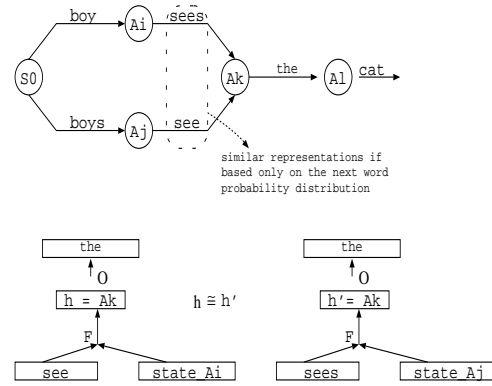 boy
Ai
sees
S0
Ak
the
Al
cat
boys
Aj
see
similar representations if
based only on the next word
probability distribution
the
the
O
O
h = Ak
h ≅ h'
h'= Ak
F
F
see
state_Ai
sees
state_Aj